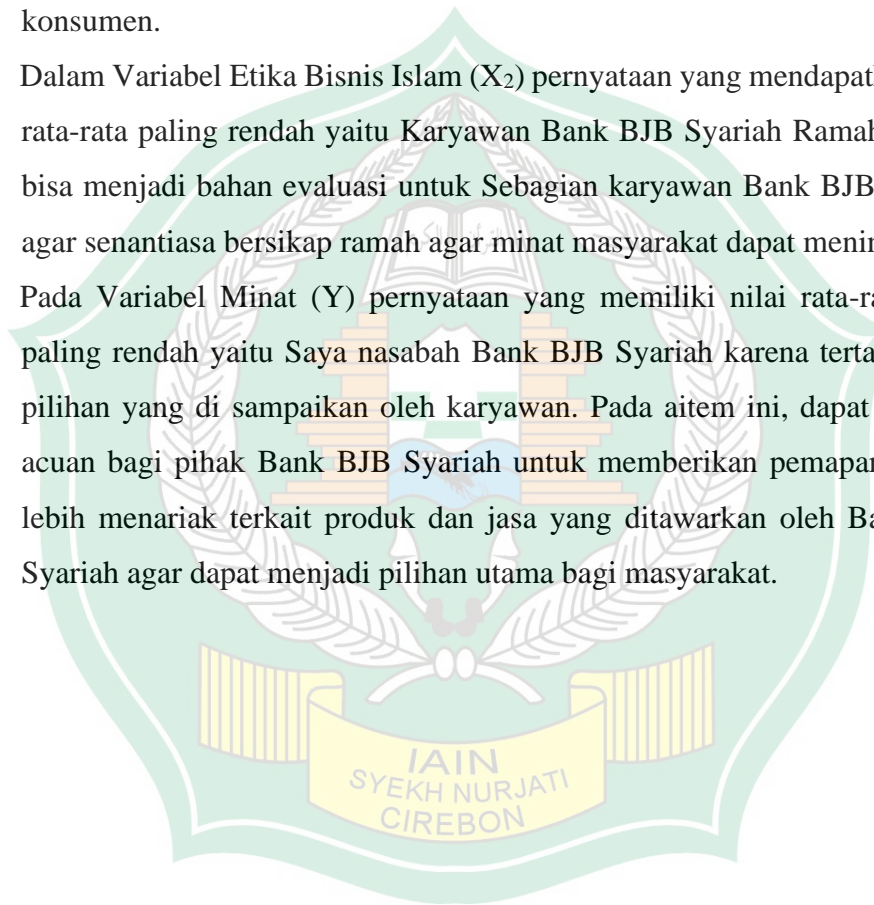 konsumen.
Dalam Variabel Etika Bisnis Islam (X₂) pernyataan yang mendapat
rata-rata paling rendah yaitu Karyawan Bank BJB Syariah Ramah
bisa menjadi bahan evaluasi untuk Sebagian karyawan Bank BJB
agar senantiasa bersikap ramah agar minat masyarakat dapat menin
Pada Variabel Minat (Y) pernyataan yang memiliki nilai rata-ra
paling rendah yaitu Saya nasabah Bank BJB Syariah karena terta
pilihan yang di sampaikan oleh karyawan. Pada aitem ini, dapat
acuan bagi pihak Bank BJB Syariah untuk memberikan pemapar
lebih menariak terkait produk dan jasa yang ditawarkan oleh Ba
Syariah agar dapat menjadi pilihan utama bagi masyarakat.
IAIN
SYEKH NURJATI
CIREBON